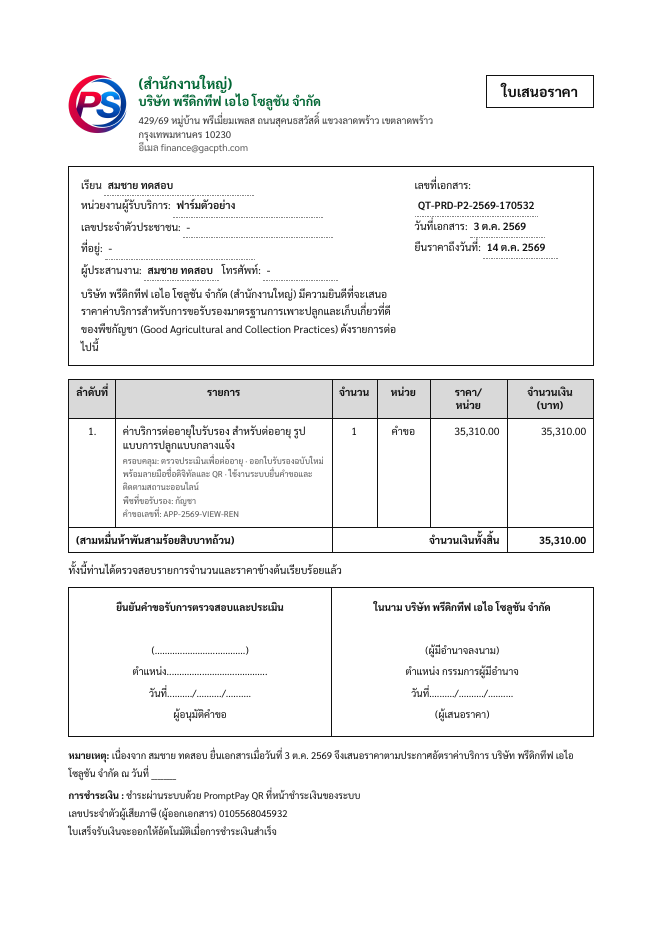 PS
(สำนักงานใหญ่)
บริษัท พรีดิกทีฟ เอไอ โซลูชัน จำกัด
429/69 หมู่บ้าน พรีเมี่ยมเพลส ถนนสุคนธสวัสดิ์ แขวงลาดพร้าว เขตลาดพร้าว
กรุงเทพมหานคร 10230
อีเมล finance@gacpth.com
ใบเสนอราคา
เรียน สมชาย ทดสอบ
หน่วยงานผู้รับบริการ: ฟาร์มตัวอย่าง
เลขประจำตัวประชาชน: -
ที่อยู่: -
ผู้ประสานงาน: สมชาย ทดสอบ โทรศัพท์: -
เลขที่เอกสาร:
QT-PRD-P2-2569-170532
วันที่เอกสาร: 3 ต.ค. 2569
ยืนราคาถึงวันที่: 14 ต.ค. 2569
บริษัท พรีดิกทีฟ เอไอ โซลูชัน จำกัด (สำนักงานใหญ่) มีความยินดีที่จะเสนอ
ราคาค่าบริการสำหรับการขอรับรองมาตรฐานการเพาะปลูกและเก็บเกี่ยวที่ดี
ของพืชกัญชา (Good Agricultural and Collection Practices) ดังรายการต่อ
ไปนี้
ลำดับที่ รายการ จำนวน หน่วย ราคา/ จำนวนเงิน
หน่วย (บาท)
1. ค่าบริการต่ออายุใบรับรอง สำหรับต่ออายุ รูป 1 คำขอ 35,310.00 35,310.00
แบบการปลูกแบบกลางแจ้ง
ครอบคลุม: ตรวจประเมินเพื่อต่ออายุ · ออกใบรับรองฉบับใหม่
พร้อมลายมือชื่อดิจิทัลและ QR · ใช้งานระบบยื่นคำขอและ
ติดตามสถานะออนไลน์
พืชที่ขอรับรอง: กัญชา
คำขอเลขที่: APP-2569-VIEW-REN
(สามหมื่นห้าพันสามร้อยสิบบาทถ้วน) จำนวนเงินทั้งสิ้น 35,310.00
ทั้งนี้ท่านได้ตรวจสอบรายการจำนวนและราคาข้างต้นเรียบร้อยแล้ว
ยืนยันคำขอรับการตรวจสอบและประเมิน
(...................................)
ตำแหน่ง.......................................
วันที่........../........../..........
ผู้อนุมัติคำขอ
ในนาม บริษัท พรีดิกทีฟ เอไอ โซลูชัน จำกัด
(ผู้มีอำนาจลงนาม)
ตำแหน่ง กรรมการผู้มีอำนาจ
วันที่........../........../..........
(ผู้เสนอราคา)
หมายเหตุ: เนื่องจาก สมชาย ทดสอบ ยื่นเอกสารเมื่อวันที่ 3 ต.ค. 2569 จึงเสนอราคาตามประกาศอัตราค่าบริการ บริษัท พรีดิกทีฟ เอไอ
โซลูชัน จำกัด ณ วันที่ _____
การชำระเงิน : ชำระผ่านระบบด้วย PromptPay QR ที่หน้าชำระเงินของระบบ
เลขประจำตัวผู้เสียภาษี (ผู้ออกเอกสาร) 0105568045932
ใบเสร็จรับเงินจะออกให้อัตโนมัติเมื่อการชำระเงินสำเร็จ